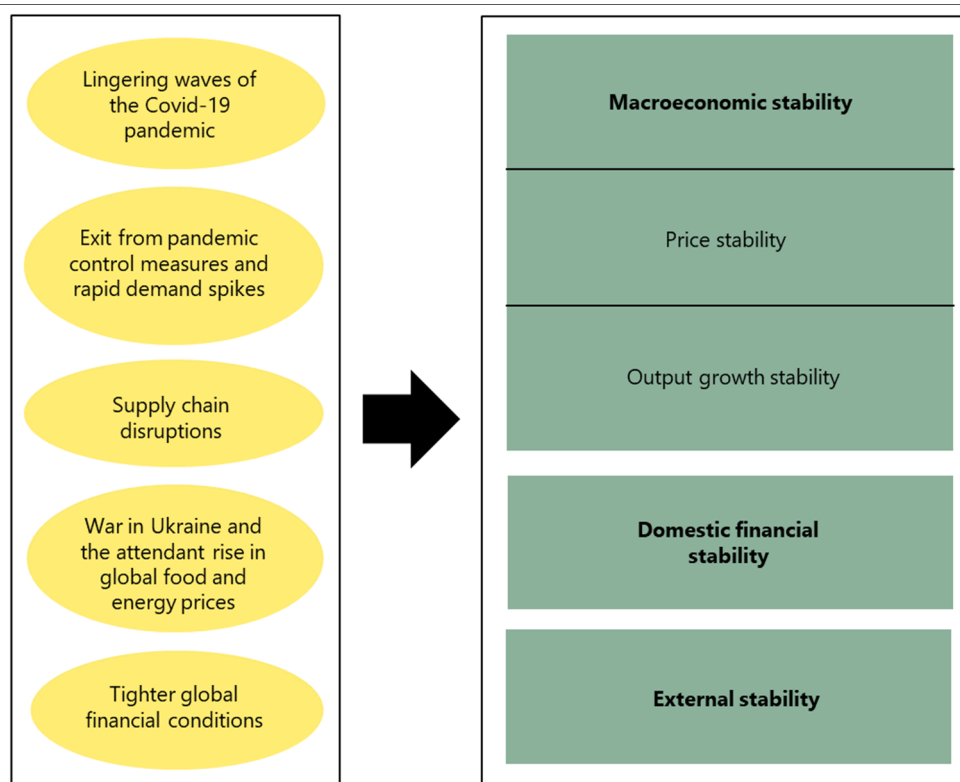 Lingering waves of
the Covid-19
pandemic
Exit from pandemic
control measures and
rapid demand spikes
Supply chain
disruptions
War in Ukraine and
the attendant rise in
global food and
energy prices
Tighter global
financial conditions
Macroeconomic stability
Price stability
Output growth stability
Domestic financial
stability
External stability